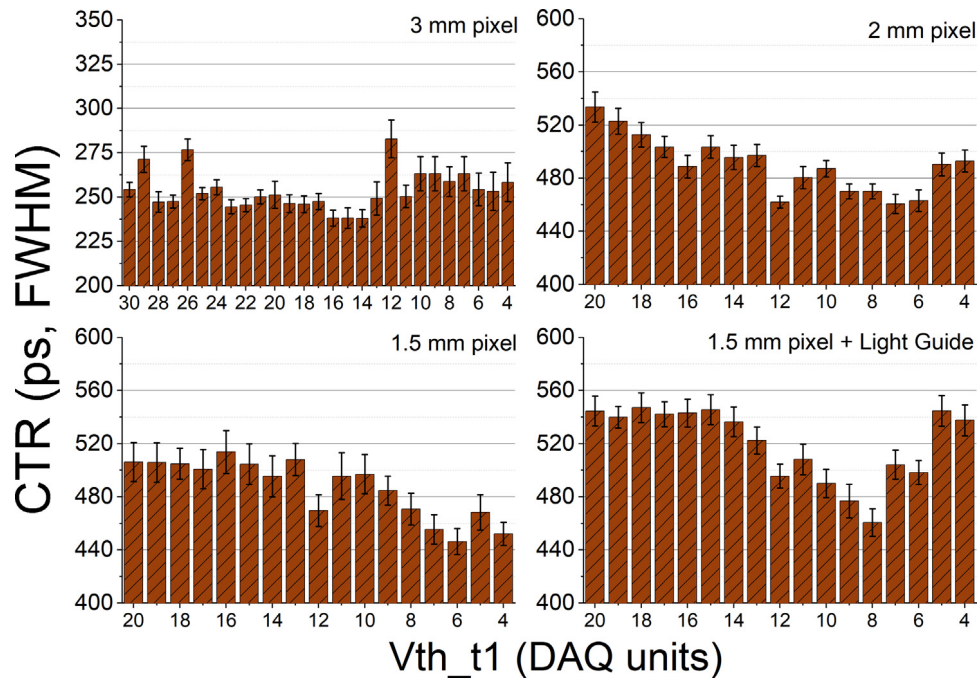 3 mm pixel
350
325
300
275
250
225
200
30 28 26 24 22 20 18 16 14 12 10 8 6 4
2 mm pixel
600
560
520
480
440
400
20 18 16 14 12 10 8 6 4
1.5 mm pixel
600
560
520
480
440
400
20 18 16 14 12 10 8 6 4
1.5 mm pixel + Light Guide
600
560
520
480
440
400
20 18 16 14 12 10 8 6 4
CTR (ps, FWHM)
Vth_t1 (DAQ units)